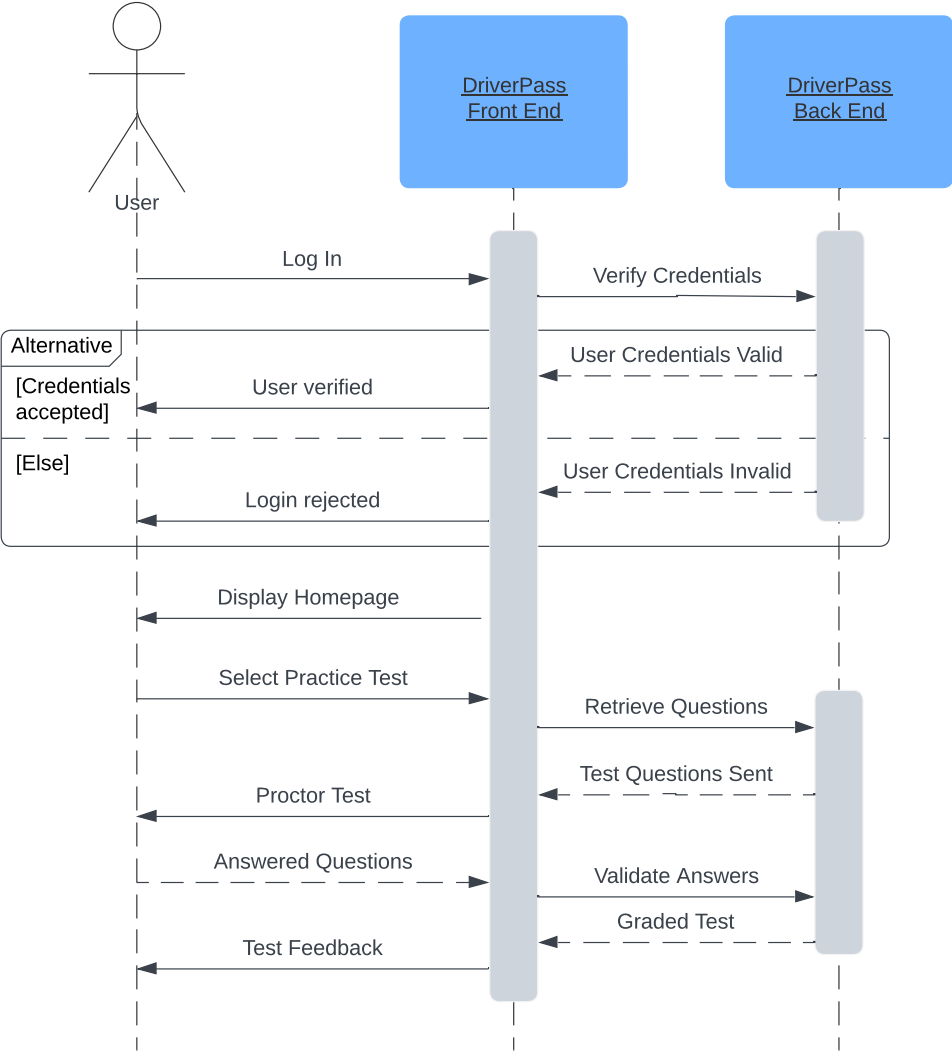 DriverPass
Front End
DriverPass
Back End
User
Log In
Verify Credentials
Alternative
User Credentials Valid
[Credentials
accepted]
User verified
[Else]
User Credentials Invalid
Login rejected
Display Homepage
Select Practice Test
Retrieve Questions
Test Questions Sent
Proctor Test
Answered Questions
Validate Answers
Graded Test
Test Feedback